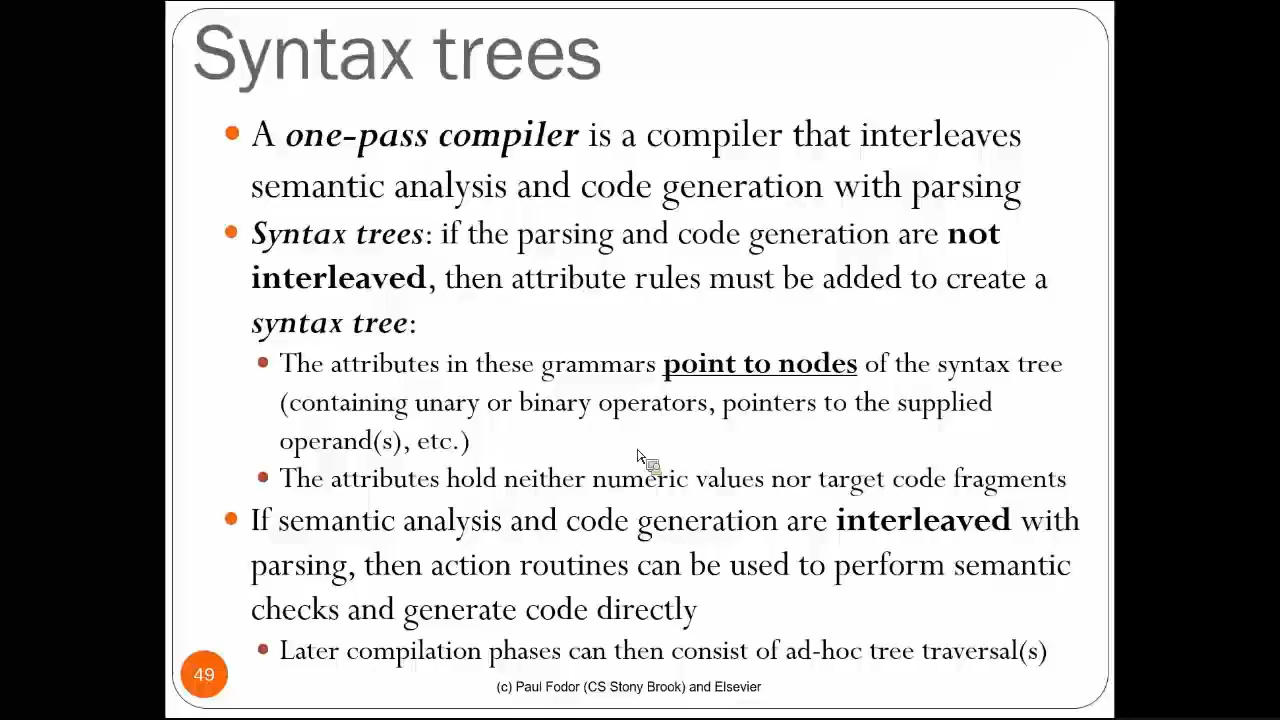 Syntax trees
A one-pass compiler is a compiler that interleaves
semantic analysis and code generation with parsing
Syntax trees: if the parsing and code generation are not
interleaved, then attribute rules must be added to create a
syntax tree:
The attributes in these grammars point to nodes of the syntax tree
(containing unary or binary operators, pointers to the supplied
operand(s), etc.)
The attributes hold neither numeric values nor target code fragments
If semantic analysis and code generation are interleaved with
parsing, then action routines can be used to perform semantic
checks and generate code directly
Later compilation phases can then consist of ad-hoc tree traversal(s)
49
(c) Paul Fodor (CS Stony Brook) and Elsevier